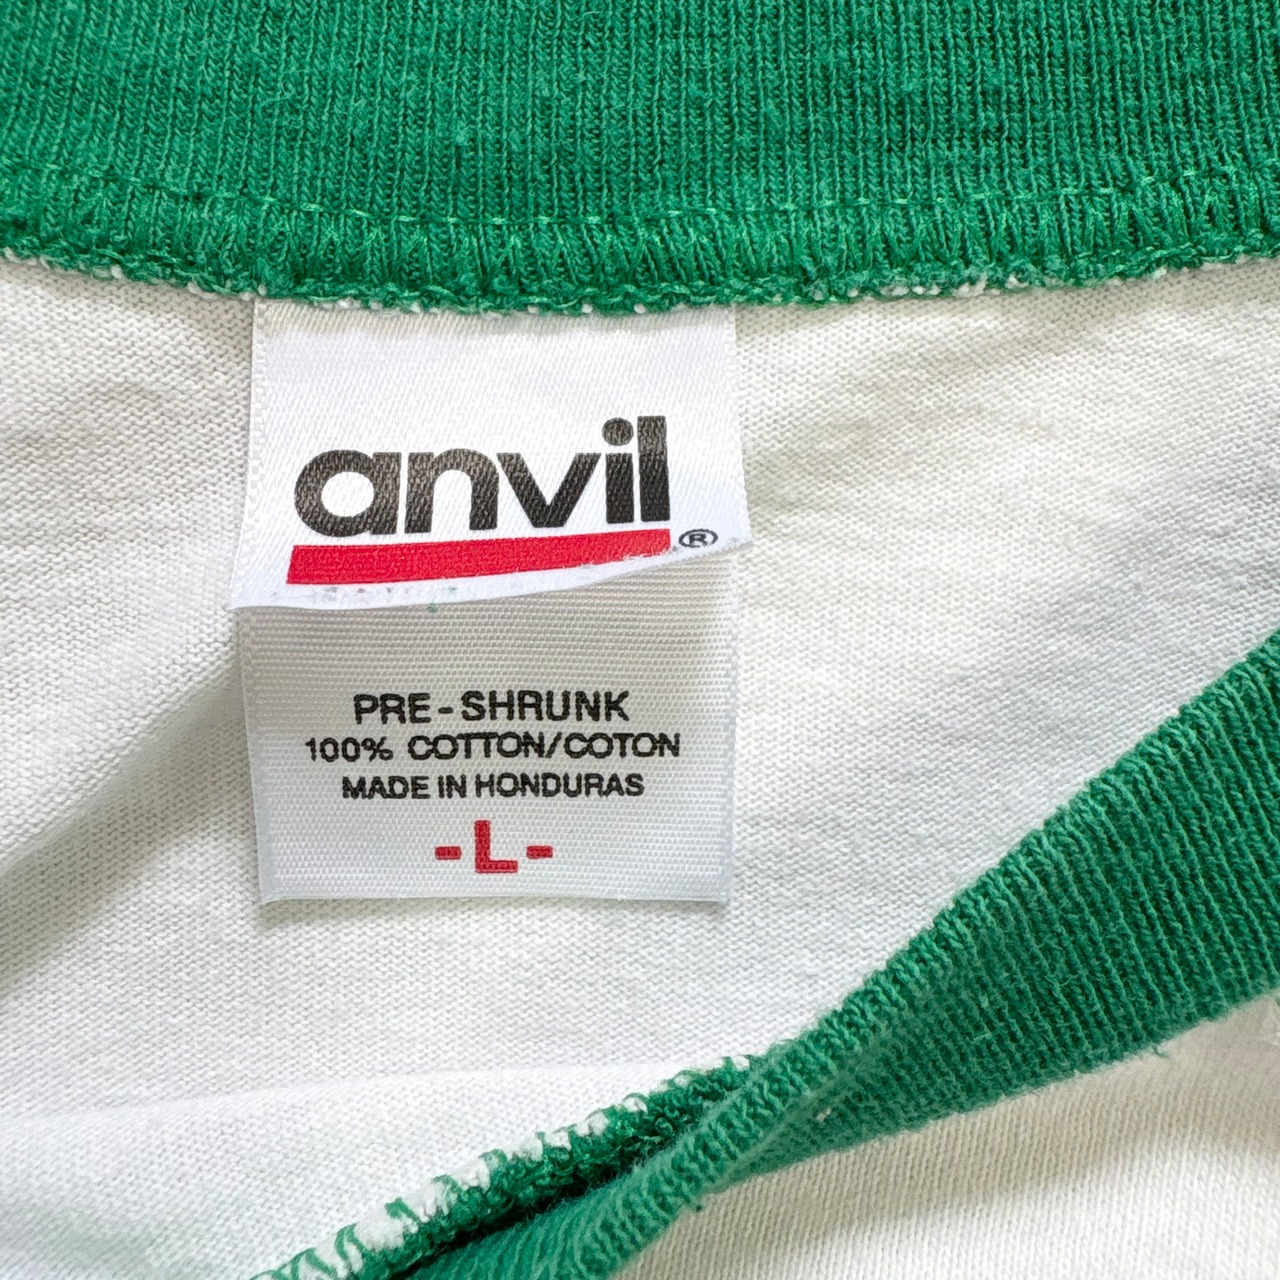 anvil®
PRE-SHRUNK
100% COTTON/COTON
MADE IN HONDURAS
-L-